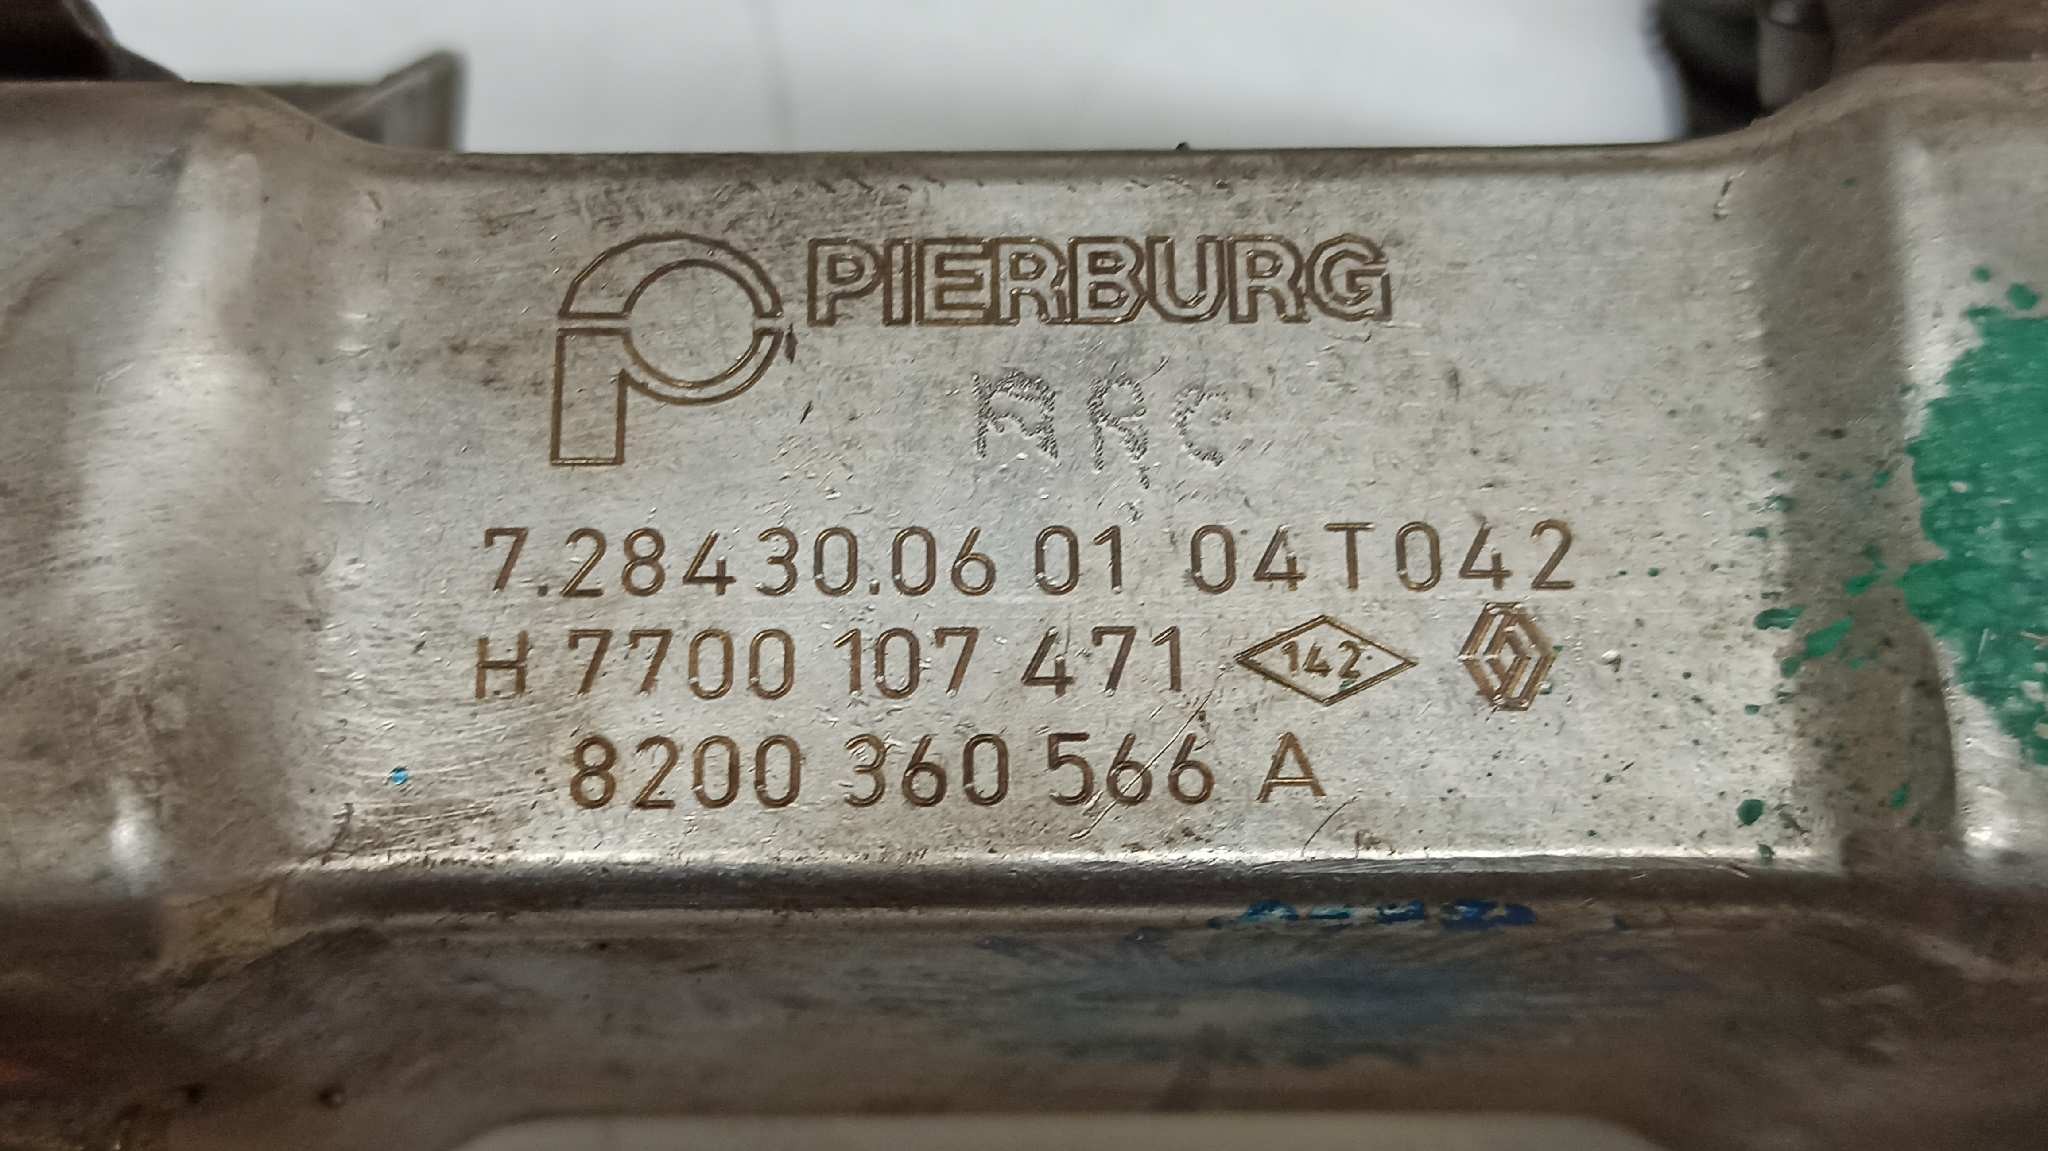 PIERBURG
ARC
7.28430.06 01 04T042
H 7700 107 471 142
8200 360 566 A